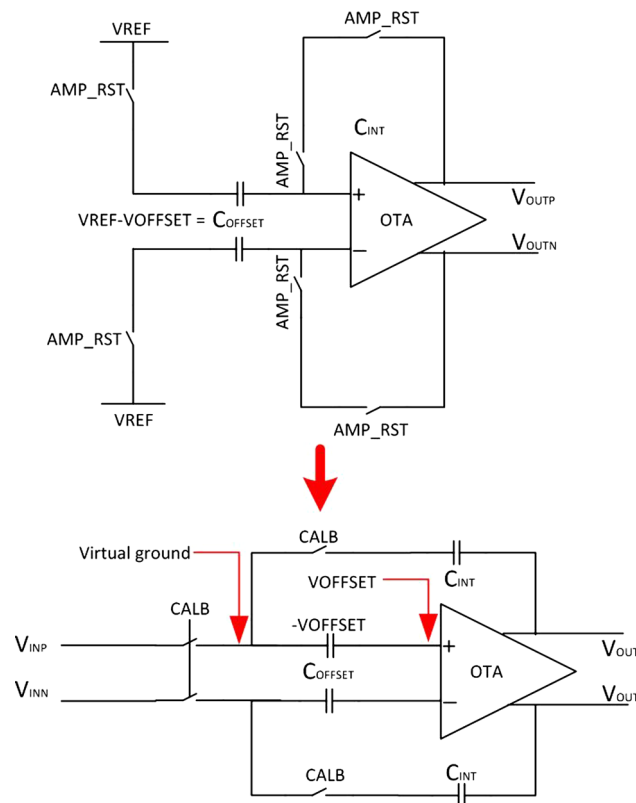 VREF
AMP_RST
AMP_RST
AMP_RST
CINT
+
OTA
VOUTP
VREF-VOFFSET = COFFSET
VOUTN
−
AMP_RST
AMP_RST
VREF
AMP_RST
CALB
Virtual ground
CINT
VOFFSET
CALB
-VOFFSET
VINP
+
VOUT
COFFSET
OTA
VINN
−
VOUT
CINT
CALB